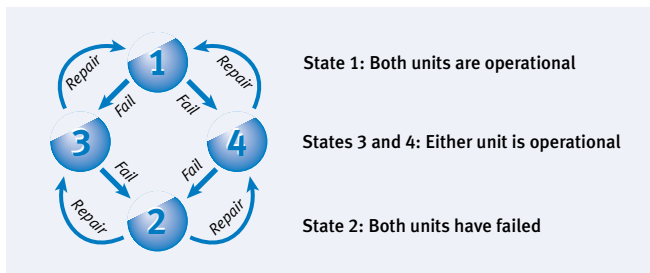 1
Repair
Repair
State 1: Both units are operational
Fail
Fail
3
4
States 3 and 4: Either unit is operational
Fail
Fail
2
Repair
Repair
State 2: Both units have failed